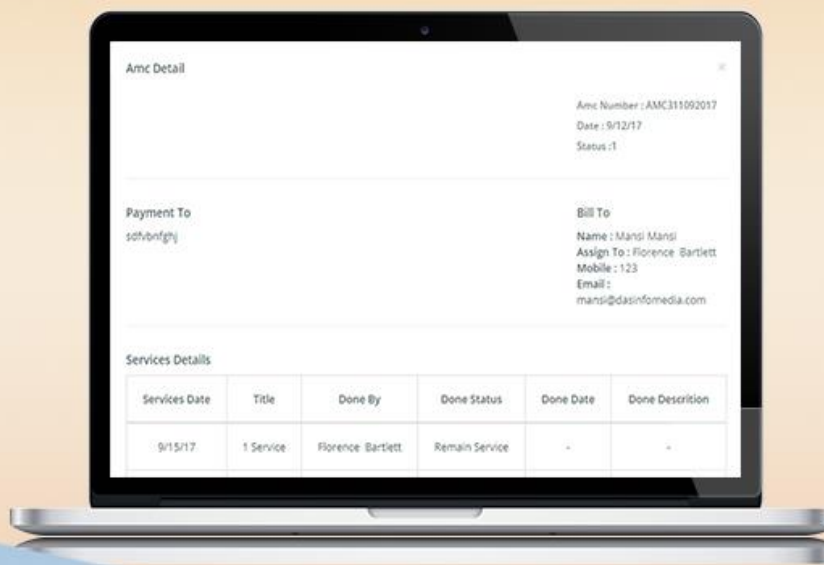 Amc Detail
×
Amc Number : AMC311092017
Date : 9/12/17
Status :1
Payment To
sdfvbnfghj
Bill To
Name : Mansi Mansi
Assign To : Florence Bartlett
Mobile : 123
Email :
mansi@dasinfomedia.com
Services Details
Services Date Title Done By Done Status Done Date Done Descrition
9/15/17 1 Service Florence Bartlett Remain Service - -